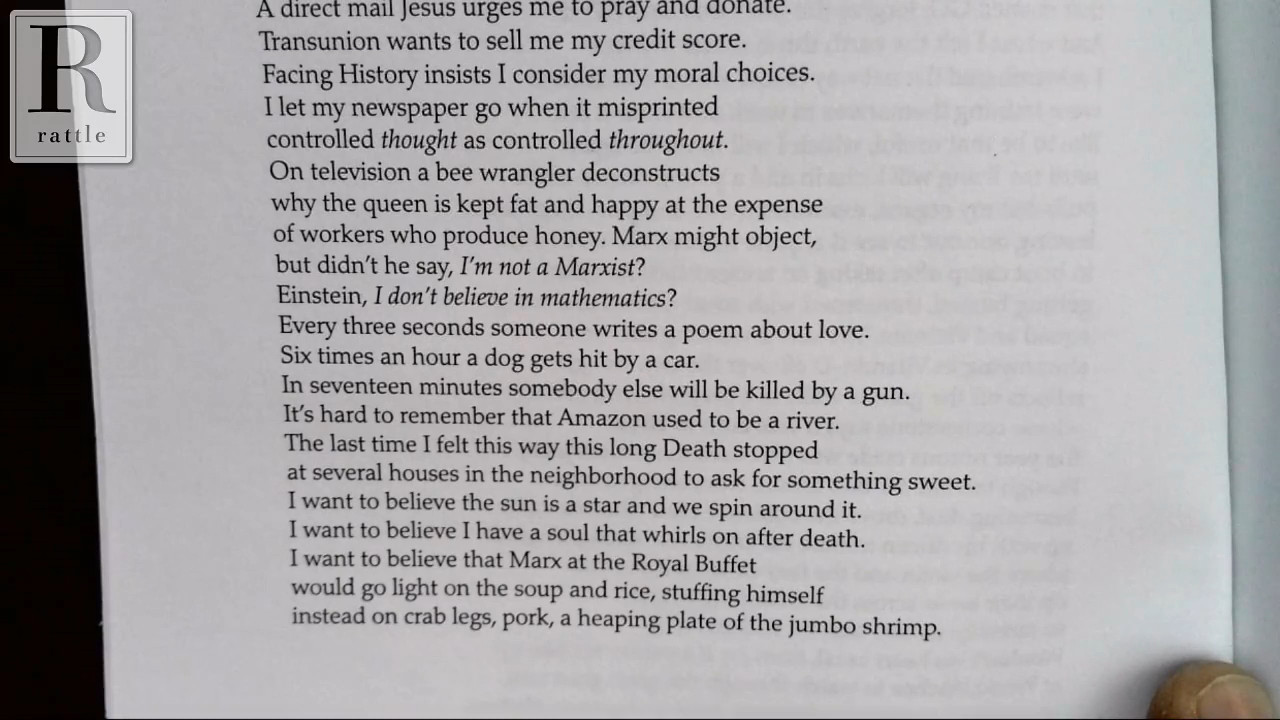 R
rattle
A direct mail Jesus urges me to pray and donate.
Transunion wants to sell me my credit score.
Facing History insists I consider my moral choices.
I let my newspaper go when it misprinted
controlled thought as controlled throughout.
On television a bee wrangler deconstructs
why the queen is kept fat and happy at the expense
of workers who produce honey. Marx might object,
but didn't he say, I'm not a Marxist?
Einstein, I don't believe in mathematics?
Every three seconds someone writes a poem about love.
Six times an hour a dog gets hit by a car.
In seventeen minutes somebody else will be killed by a gun.
It's hard to remember that Amazon used to be a river.
The last time I felt this way this long Death stopped
at several houses in the neighborhood to ask for something sweet.
I want to believe the sun is a star and we spin around it.
I want to believe I have a soul that whirls on after death.
I want to believe that Marx at the Royal Buffet
would go light on the soup and rice, stuffing himself
instead on crab legs, pork, a heaping plate of the jumbo shrimp.